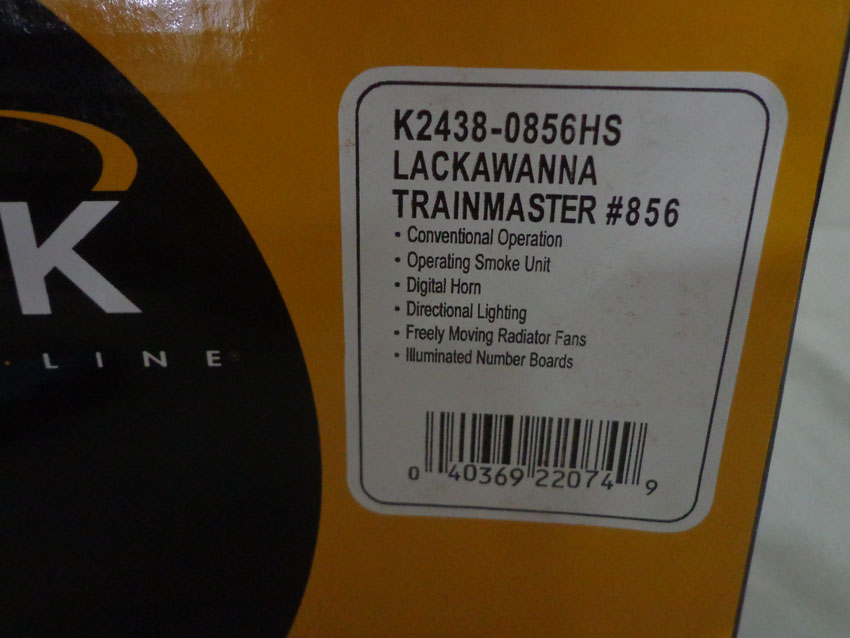 K
LINE®
K2438-0856HS
LACKAWANNA
TRAINMASTER #856
• Conventional Operation
• Operating Smoke Unit
• Digital Horn
• Directional Lighting
• Freely Moving Radiator Fans
• Illuminated Number Boards
0 40369 22074 9